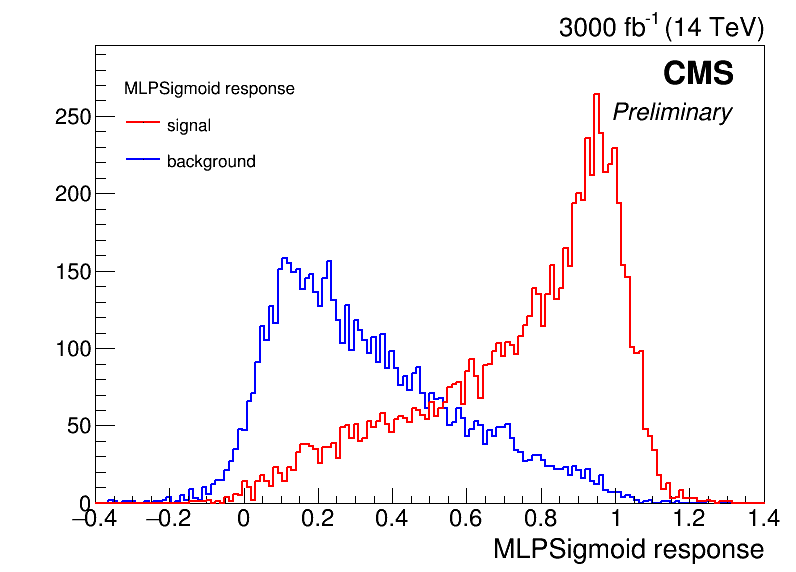 3000 fb-1 (14 TeV)
CMS
Preliminary
MLPSigmoid response
signal
background
250
200
150
100
50
0
−0.4 −0.2 0 0.2 0.4 0.6 0.8 1 1.2 1.4
MLPSigmoid response